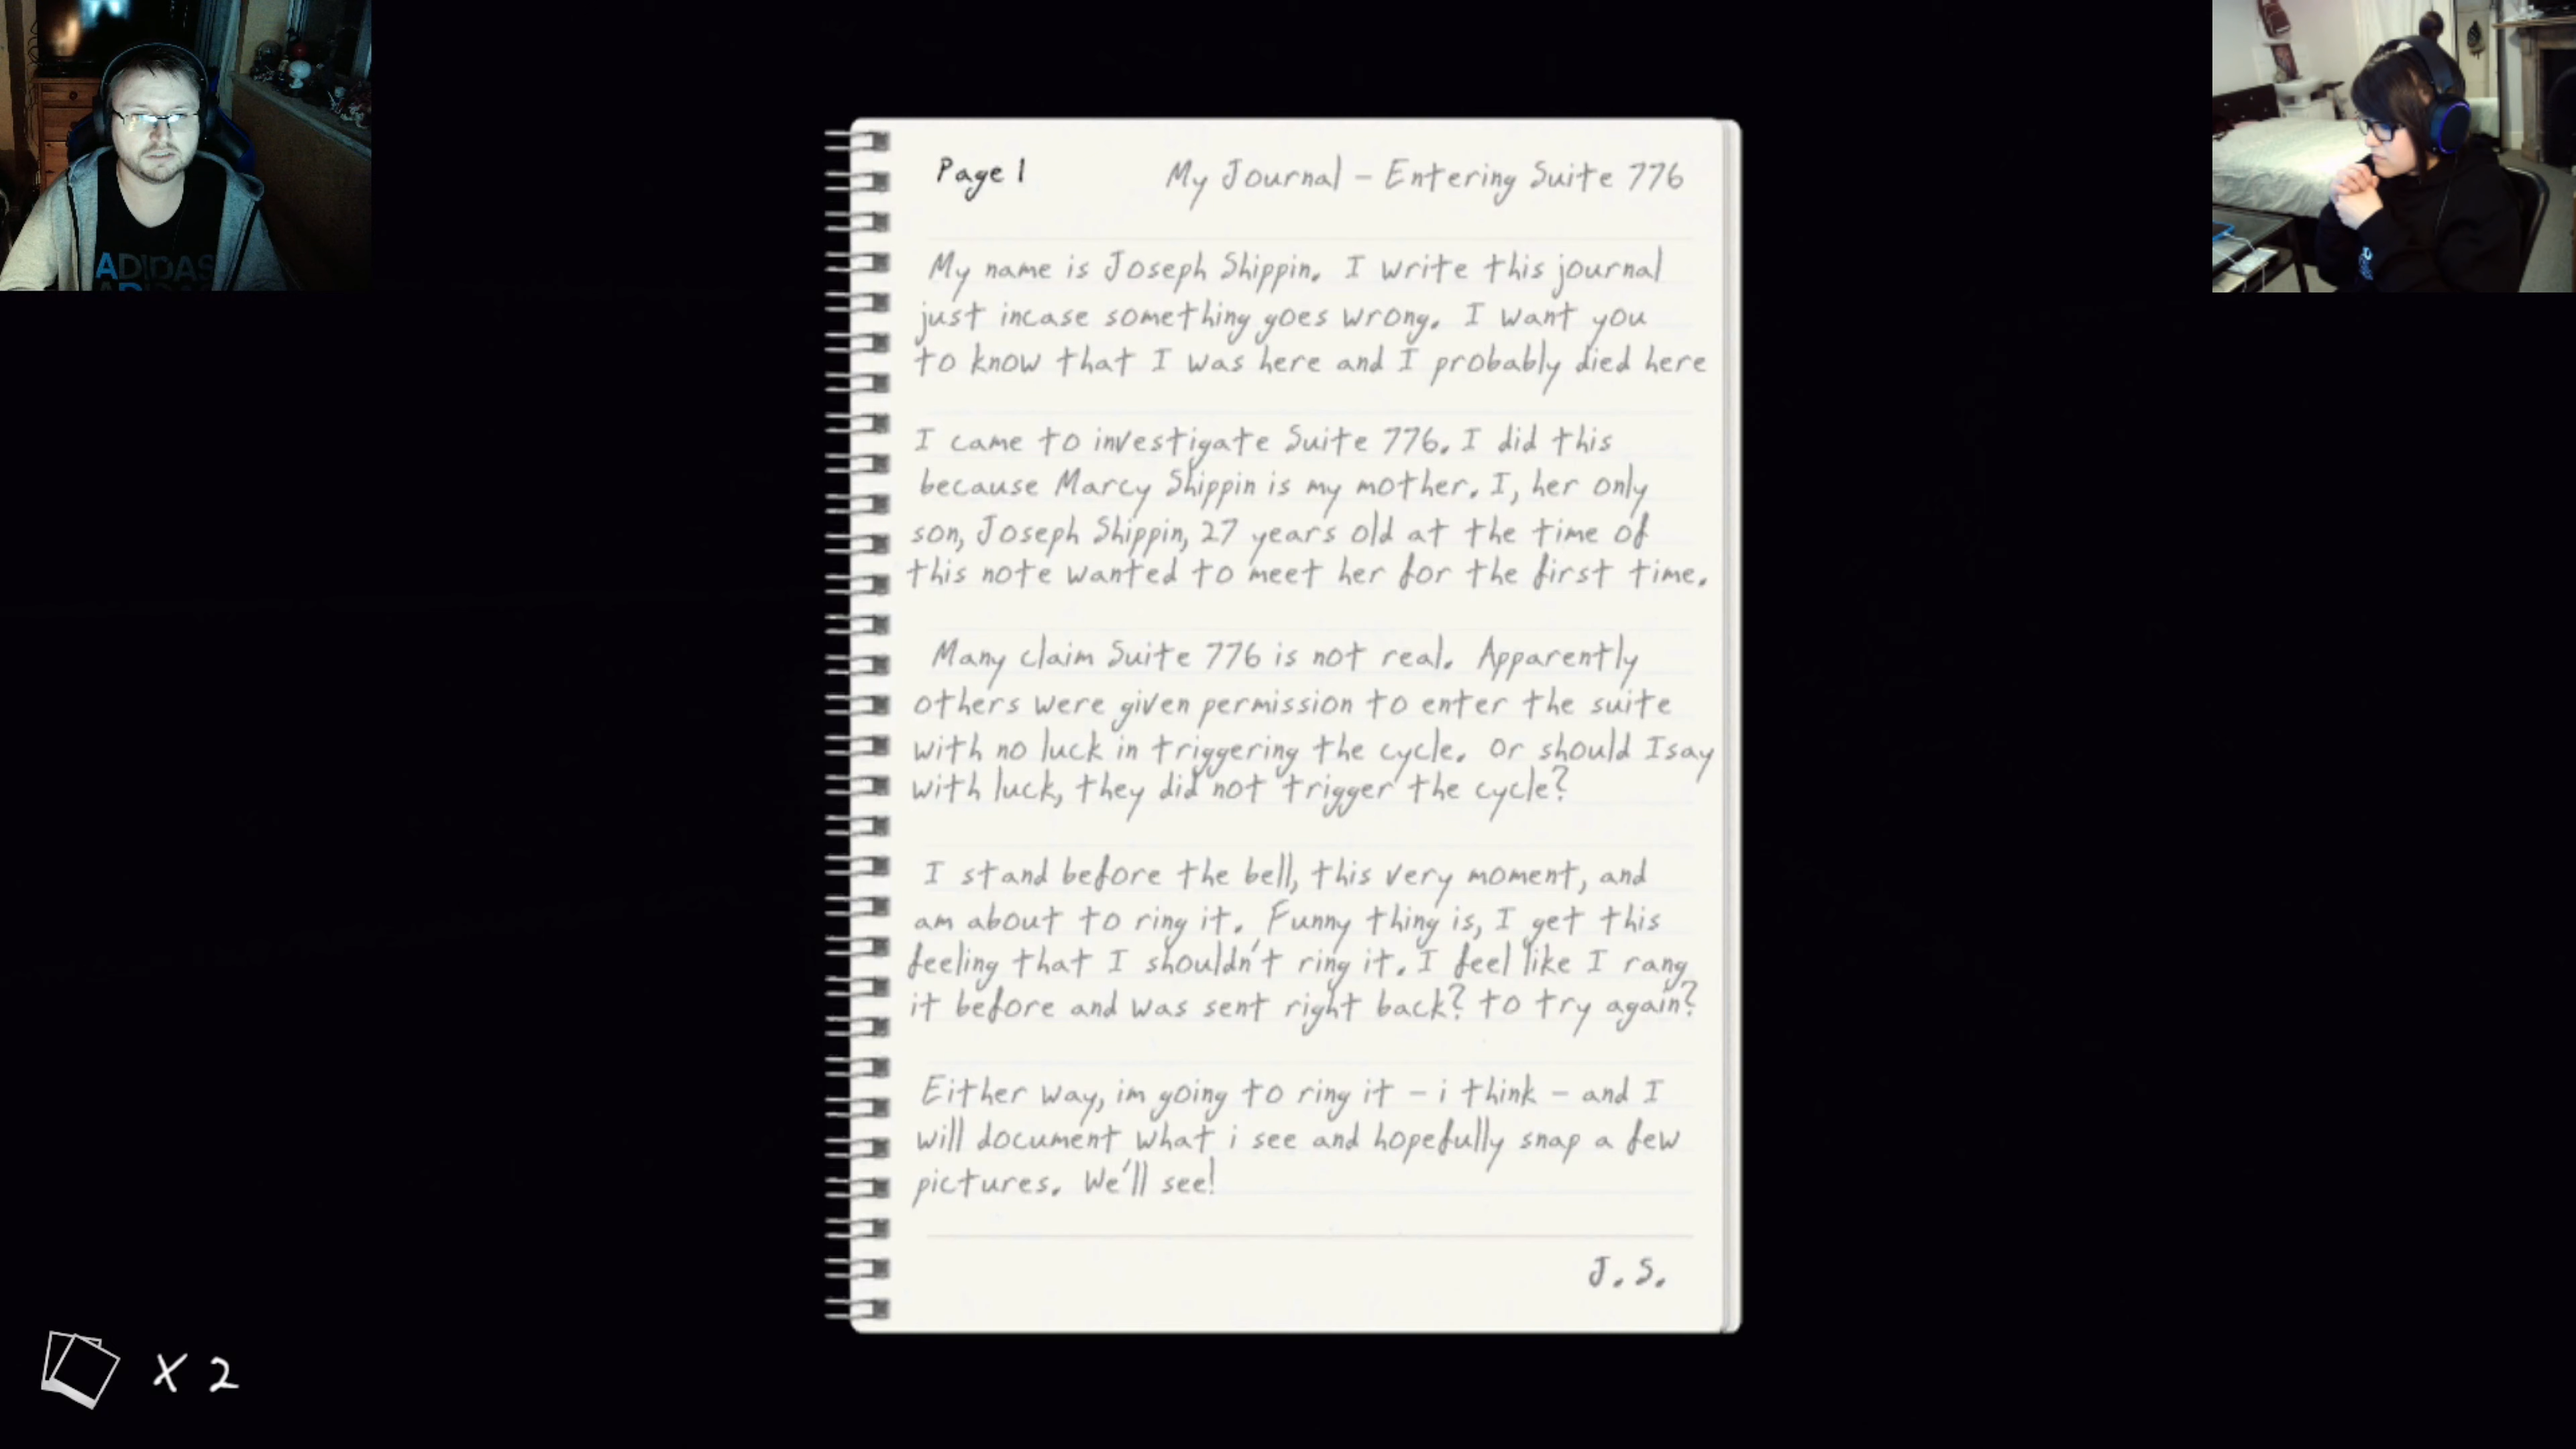 Page 1
My Journal - Entering Suite 776
My name is Joseph Shippin. I write this journal
just incase something goes wrong. I want you
to know that I was here and I probably died here
I came to investigate Suite 776. I did this
because Marcy Shippin is my mother. I, her only
son, Joseph Shippin, 27 years old at the time of
this note wanted to meet her for the first time.
Many claim Suite 776 is not real. Apparently
others were given permission to enter the suite
with no luck in triggering the cycle. Or should I say
with luck, they did not trigger the cycle?
I stand before the bell, this very moment, and
am about to ring it. Funny thing is, I get this
feeling that I shouldn't ring it. I feel like I rang
it before and was sent right back? to try again?
Either way, im going to ring it - i think - and I
will document what i see and hopefully snap a few
pictures. We'll see!
J.S.
X 2
ADIDAS
ADIDAS